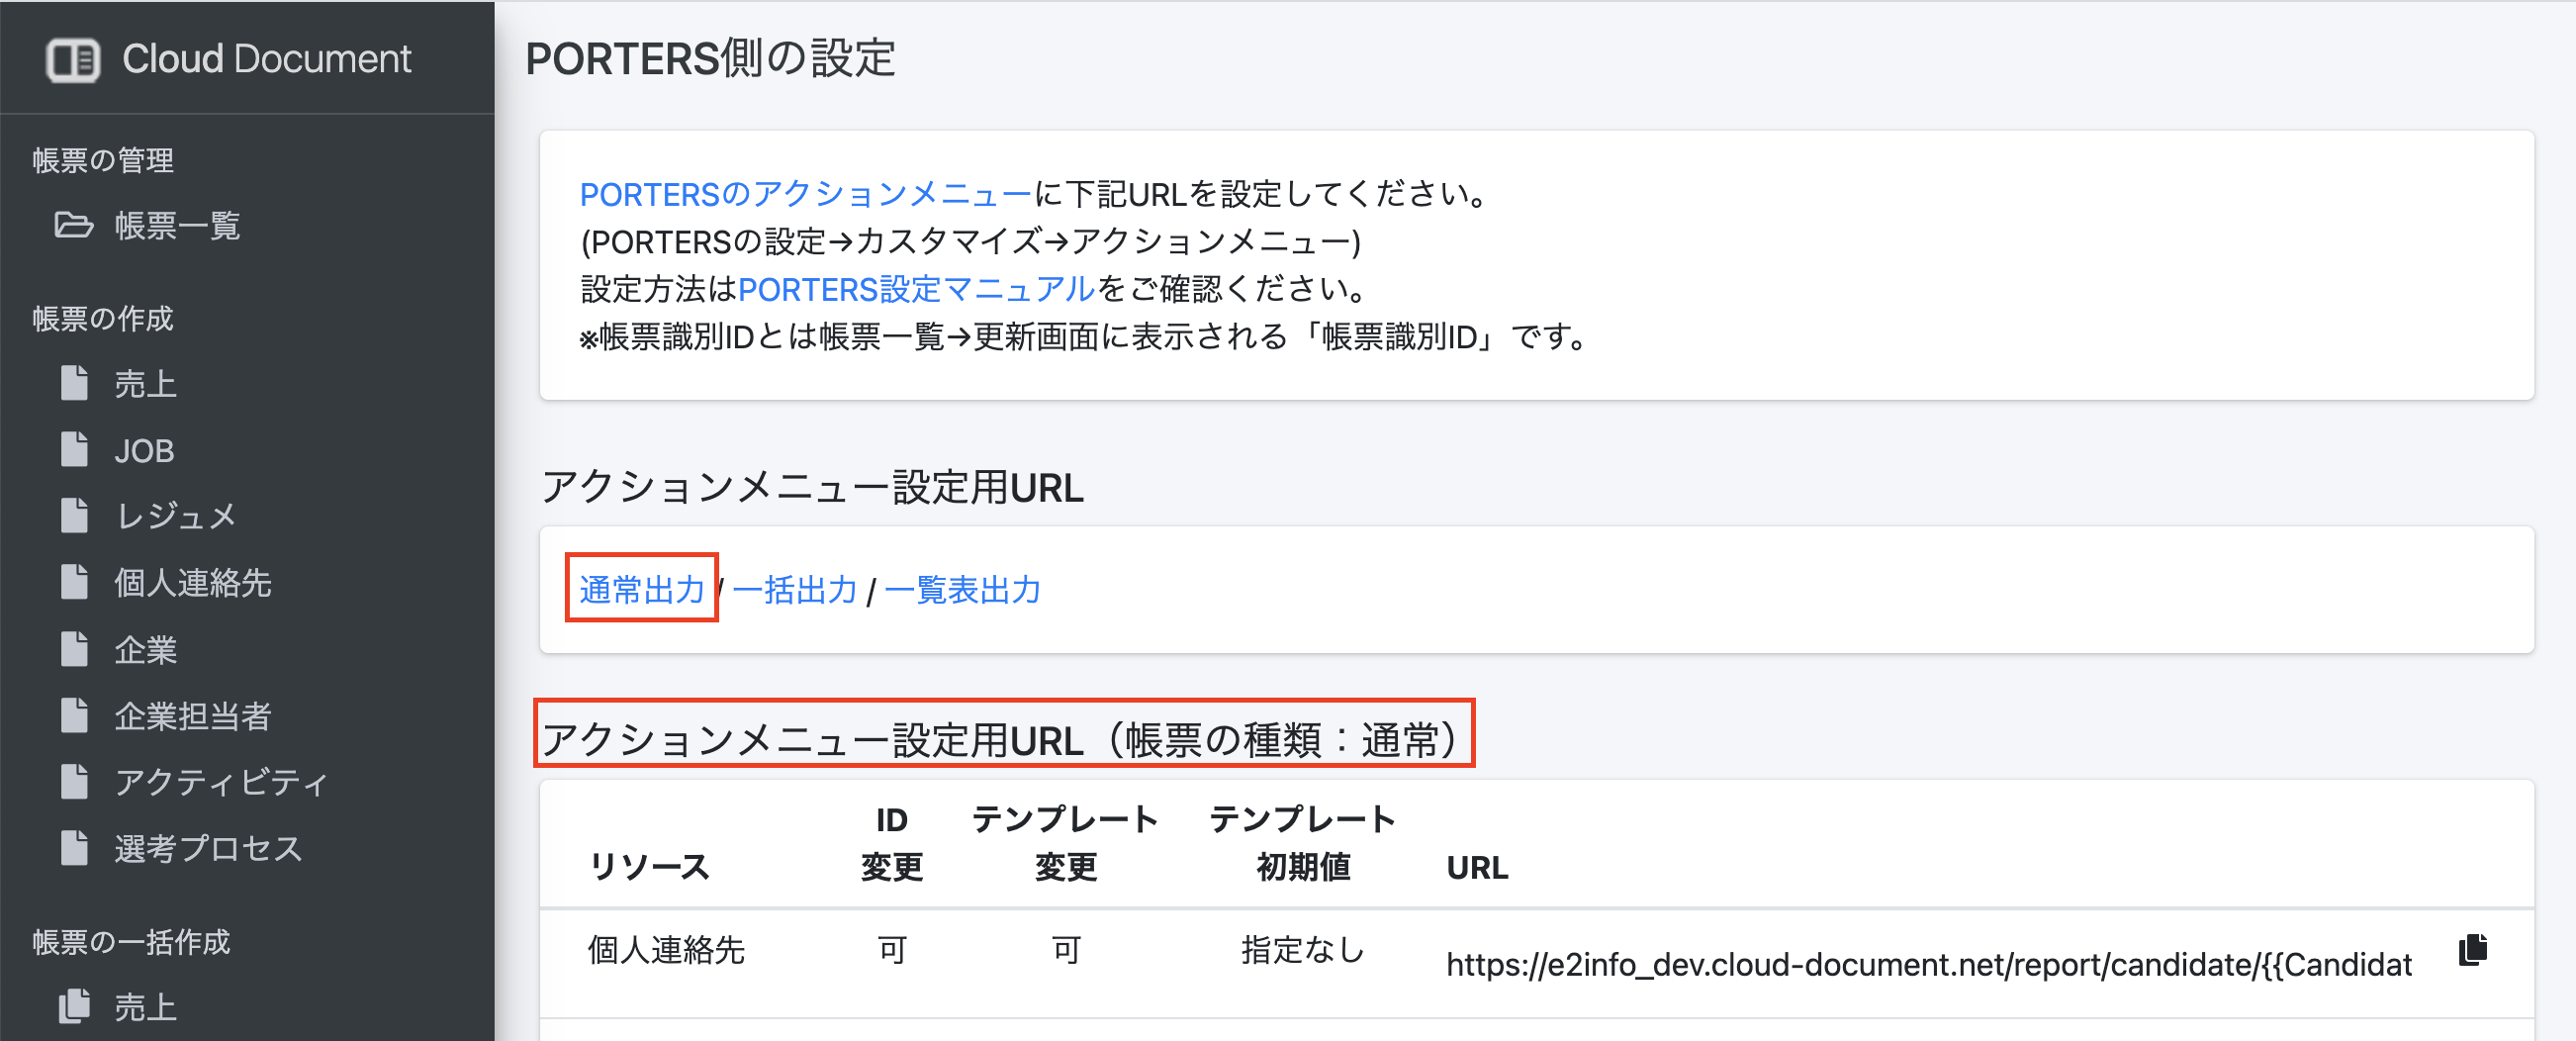 Cloud Document
帳票の管理
帳票一覧
帳票の作成
売上
JOB
レジュメ
個人連絡先
企業
企業担当者
アクティビティ
選考プロセス
帳票の一括作成
売上
PORTERS側の設定
PORTERSのアクションメニューに下記URLを設定してください。
(PORTERSの設定→カスタマイズ→アクションメニュー)
設定方法はPORTERS設定マニュアルをご確認ください。
※帳票識別IDとは帳票一覧→更新画面に表示される「帳票識別ID」です。
アクションメニュー設定用URL
通常出力 / 一括出力 / 一覧表出力
アクションメニュー設定用URL（帳票の種類：通常）
リソース ID変更 テンプレート変更 テンプレート初期値 URL
個人連絡先 可 可 指定なし https://e2info_dev.cloud-document.net/report/candidate/{{Candidat